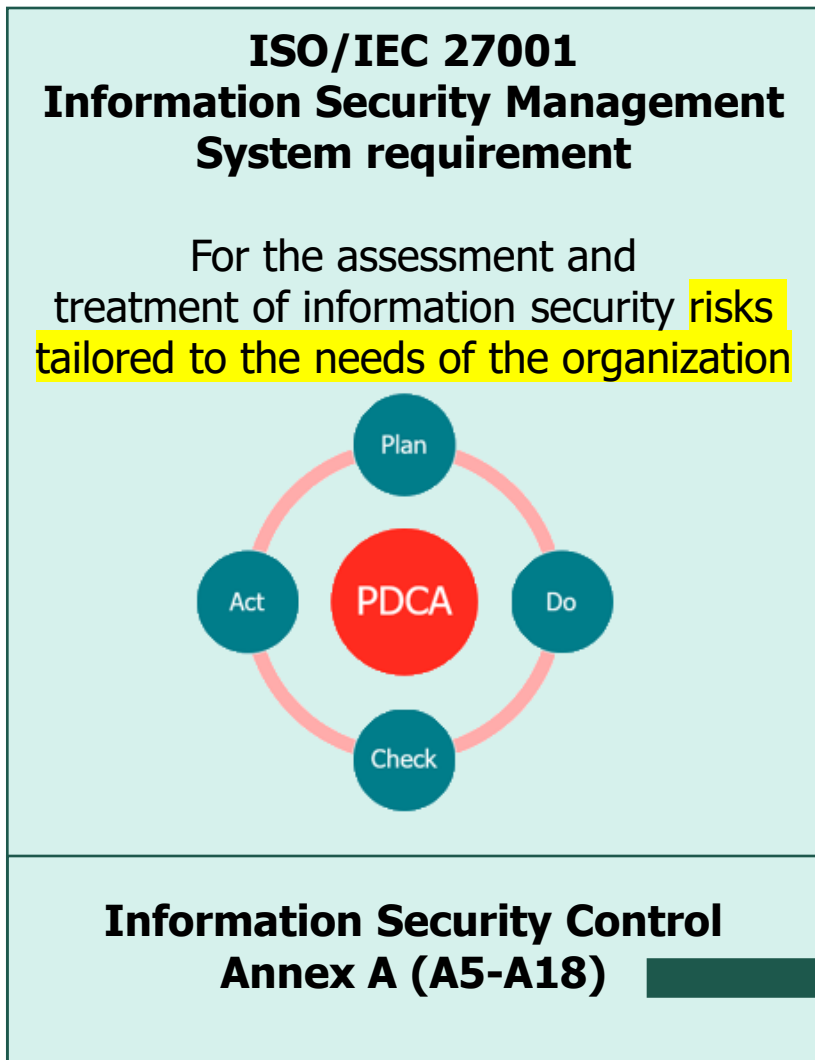 ISO/IEC 27001
Information Security Management
System requirement
For the assessment and
treatment of information security risks
tailored to the needs of the organization
Plan
Act
PDCA
Do
Check
Information Security Control
Annex A (A5-A18)